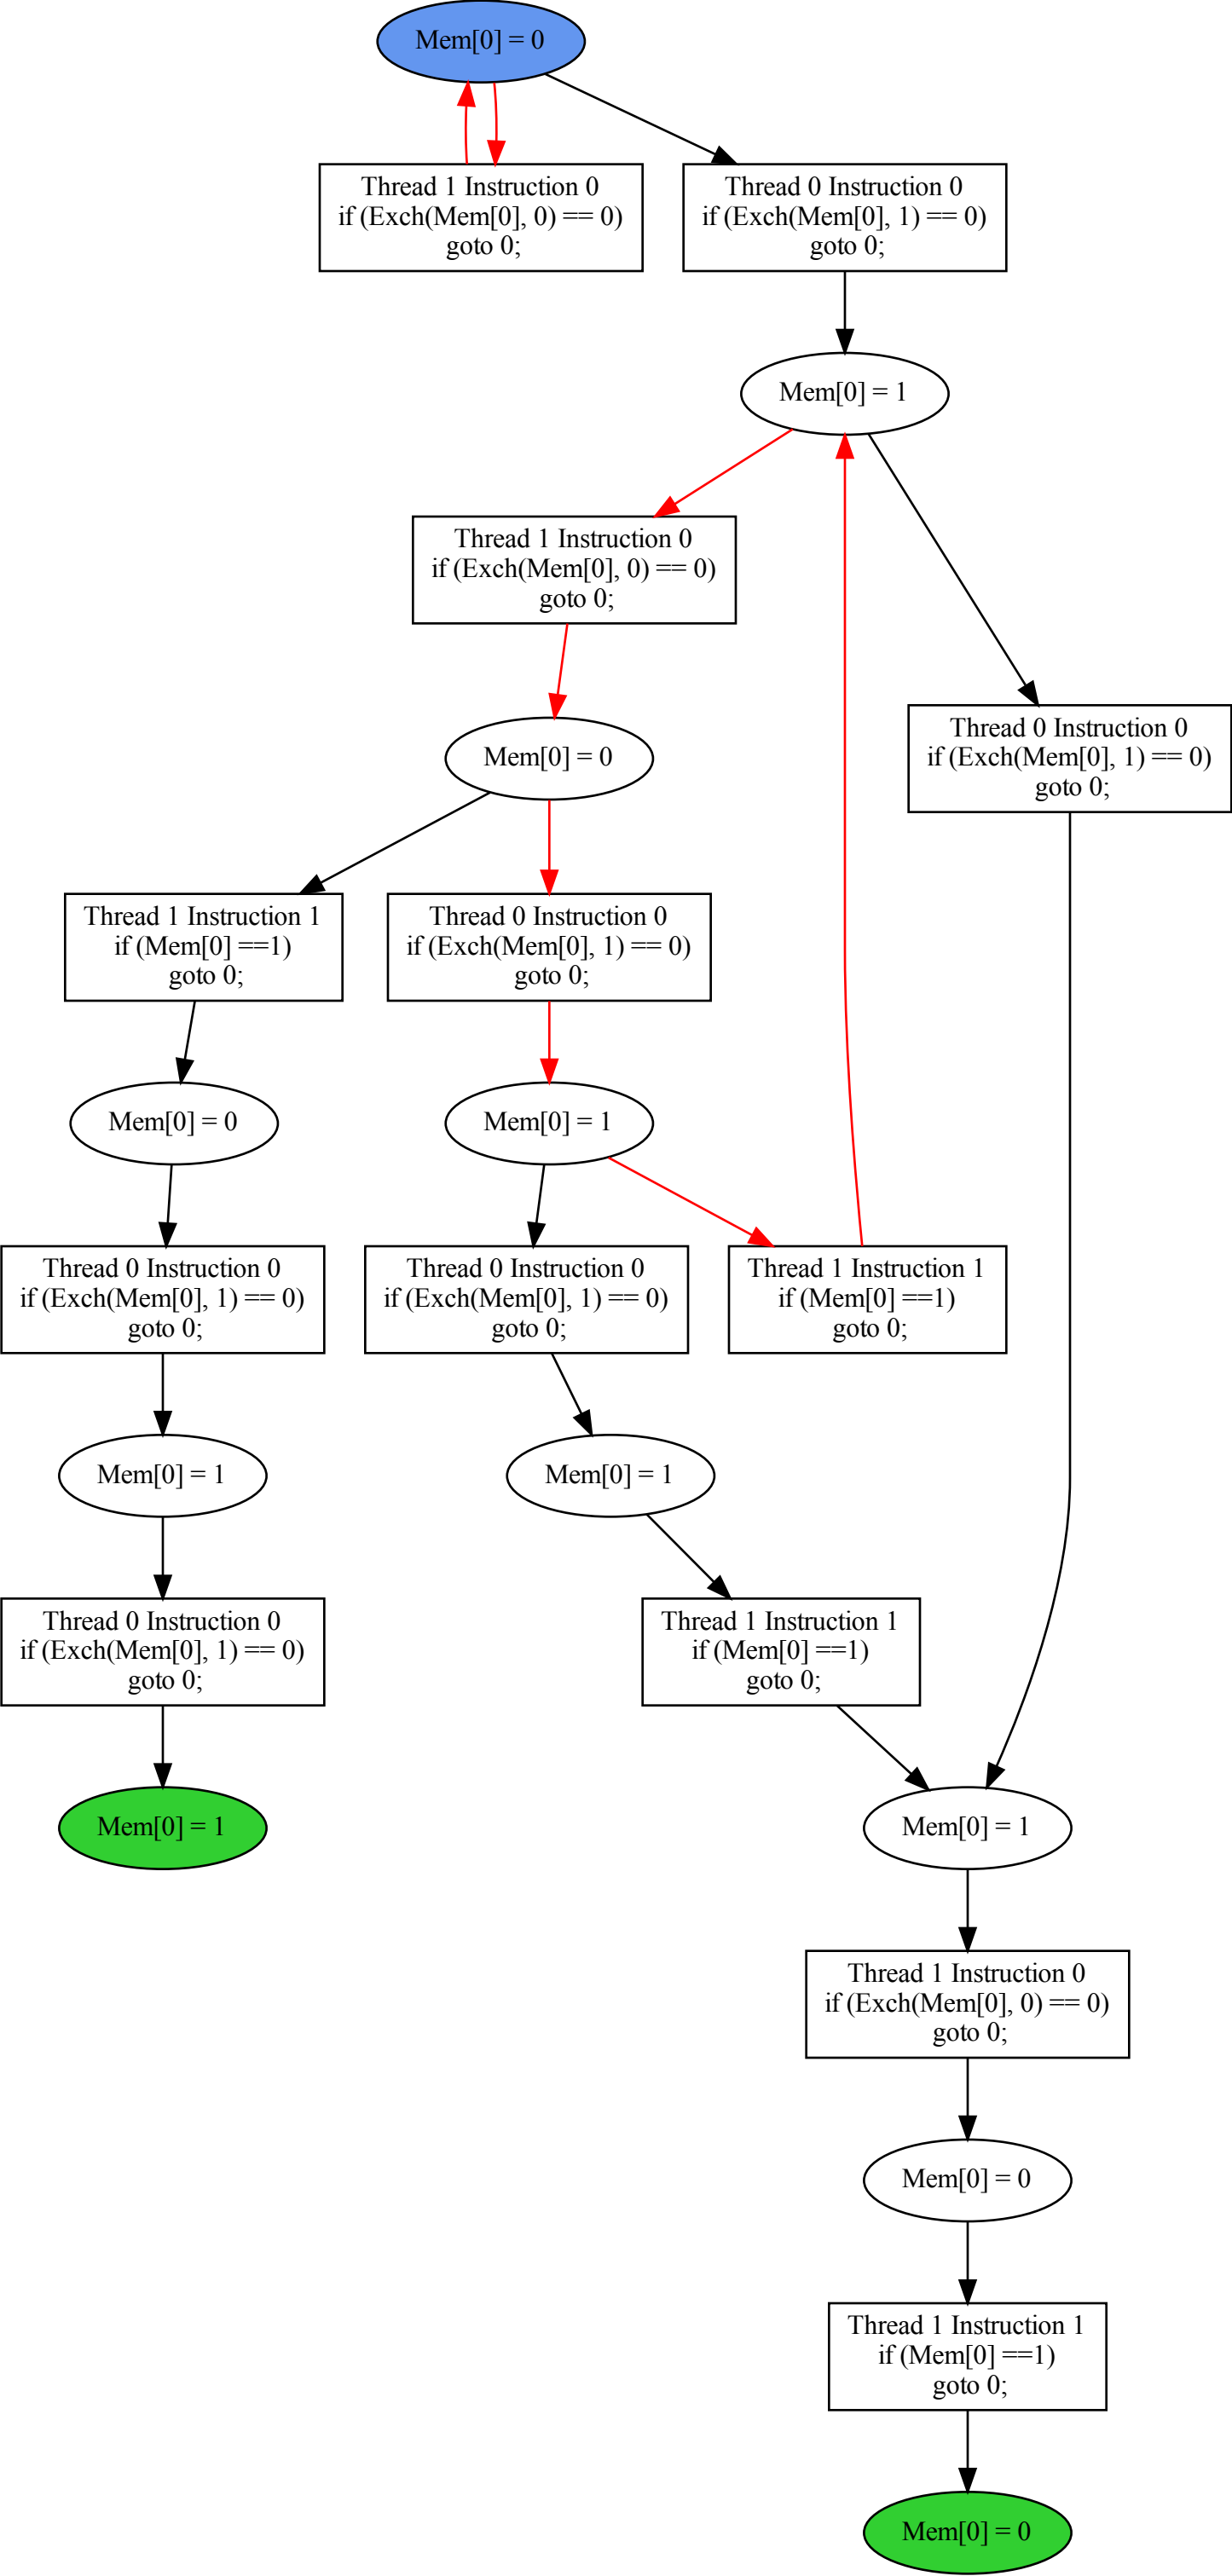 Mem[0] = 0
Thread 1 Instruction 0
if (Exch(Mem[0], 0) == 0)
goto 0;
Thread 0 Instruction 0
if (Exch(Mem[0], 1) == 0)
goto 0;
Mem[0] = 1
Thread 1 Instruction 0
if (Exch(Mem[0], 0) == 0)
goto 0;
Mem[0] = 0
Thread 0 Instruction 0
if (Exch(Mem[0], 1) == 0)
goto 0;
Thread 1 Instruction 1
if (Mem[0] ==1)
goto 0;
Thread 0 Instruction 0
if (Exch(Mem[0], 1) == 0)
goto 0;
Mem[0] = 0
Mem[0] = 1
Thread 0 Instruction 0
if (Exch(Mem[0], 1) == 0)
goto 0;
Thread 0 Instruction 0
if (Exch(Mem[0], 1) == 0)
goto 0;
Thread 1 Instruction 1
if (Mem[0] ==1)
goto 0;
Mem[0] = 1
Mem[0] = 1
Thread 0 Instruction 0
if (Exch(Mem[0], 1) == 0)
goto 0;
Thread 1 Instruction 1
if (Mem[0] ==1)
goto 0;
Mem[0] = 1
Mem[0] = 1
Thread 1 Instruction 0
if (Exch(Mem[0], 0) == 0)
goto 0;
Mem[0] = 0
Thread 1 Instruction 1
if (Mem[0] ==1)
goto 0;
Mem[0] = 0